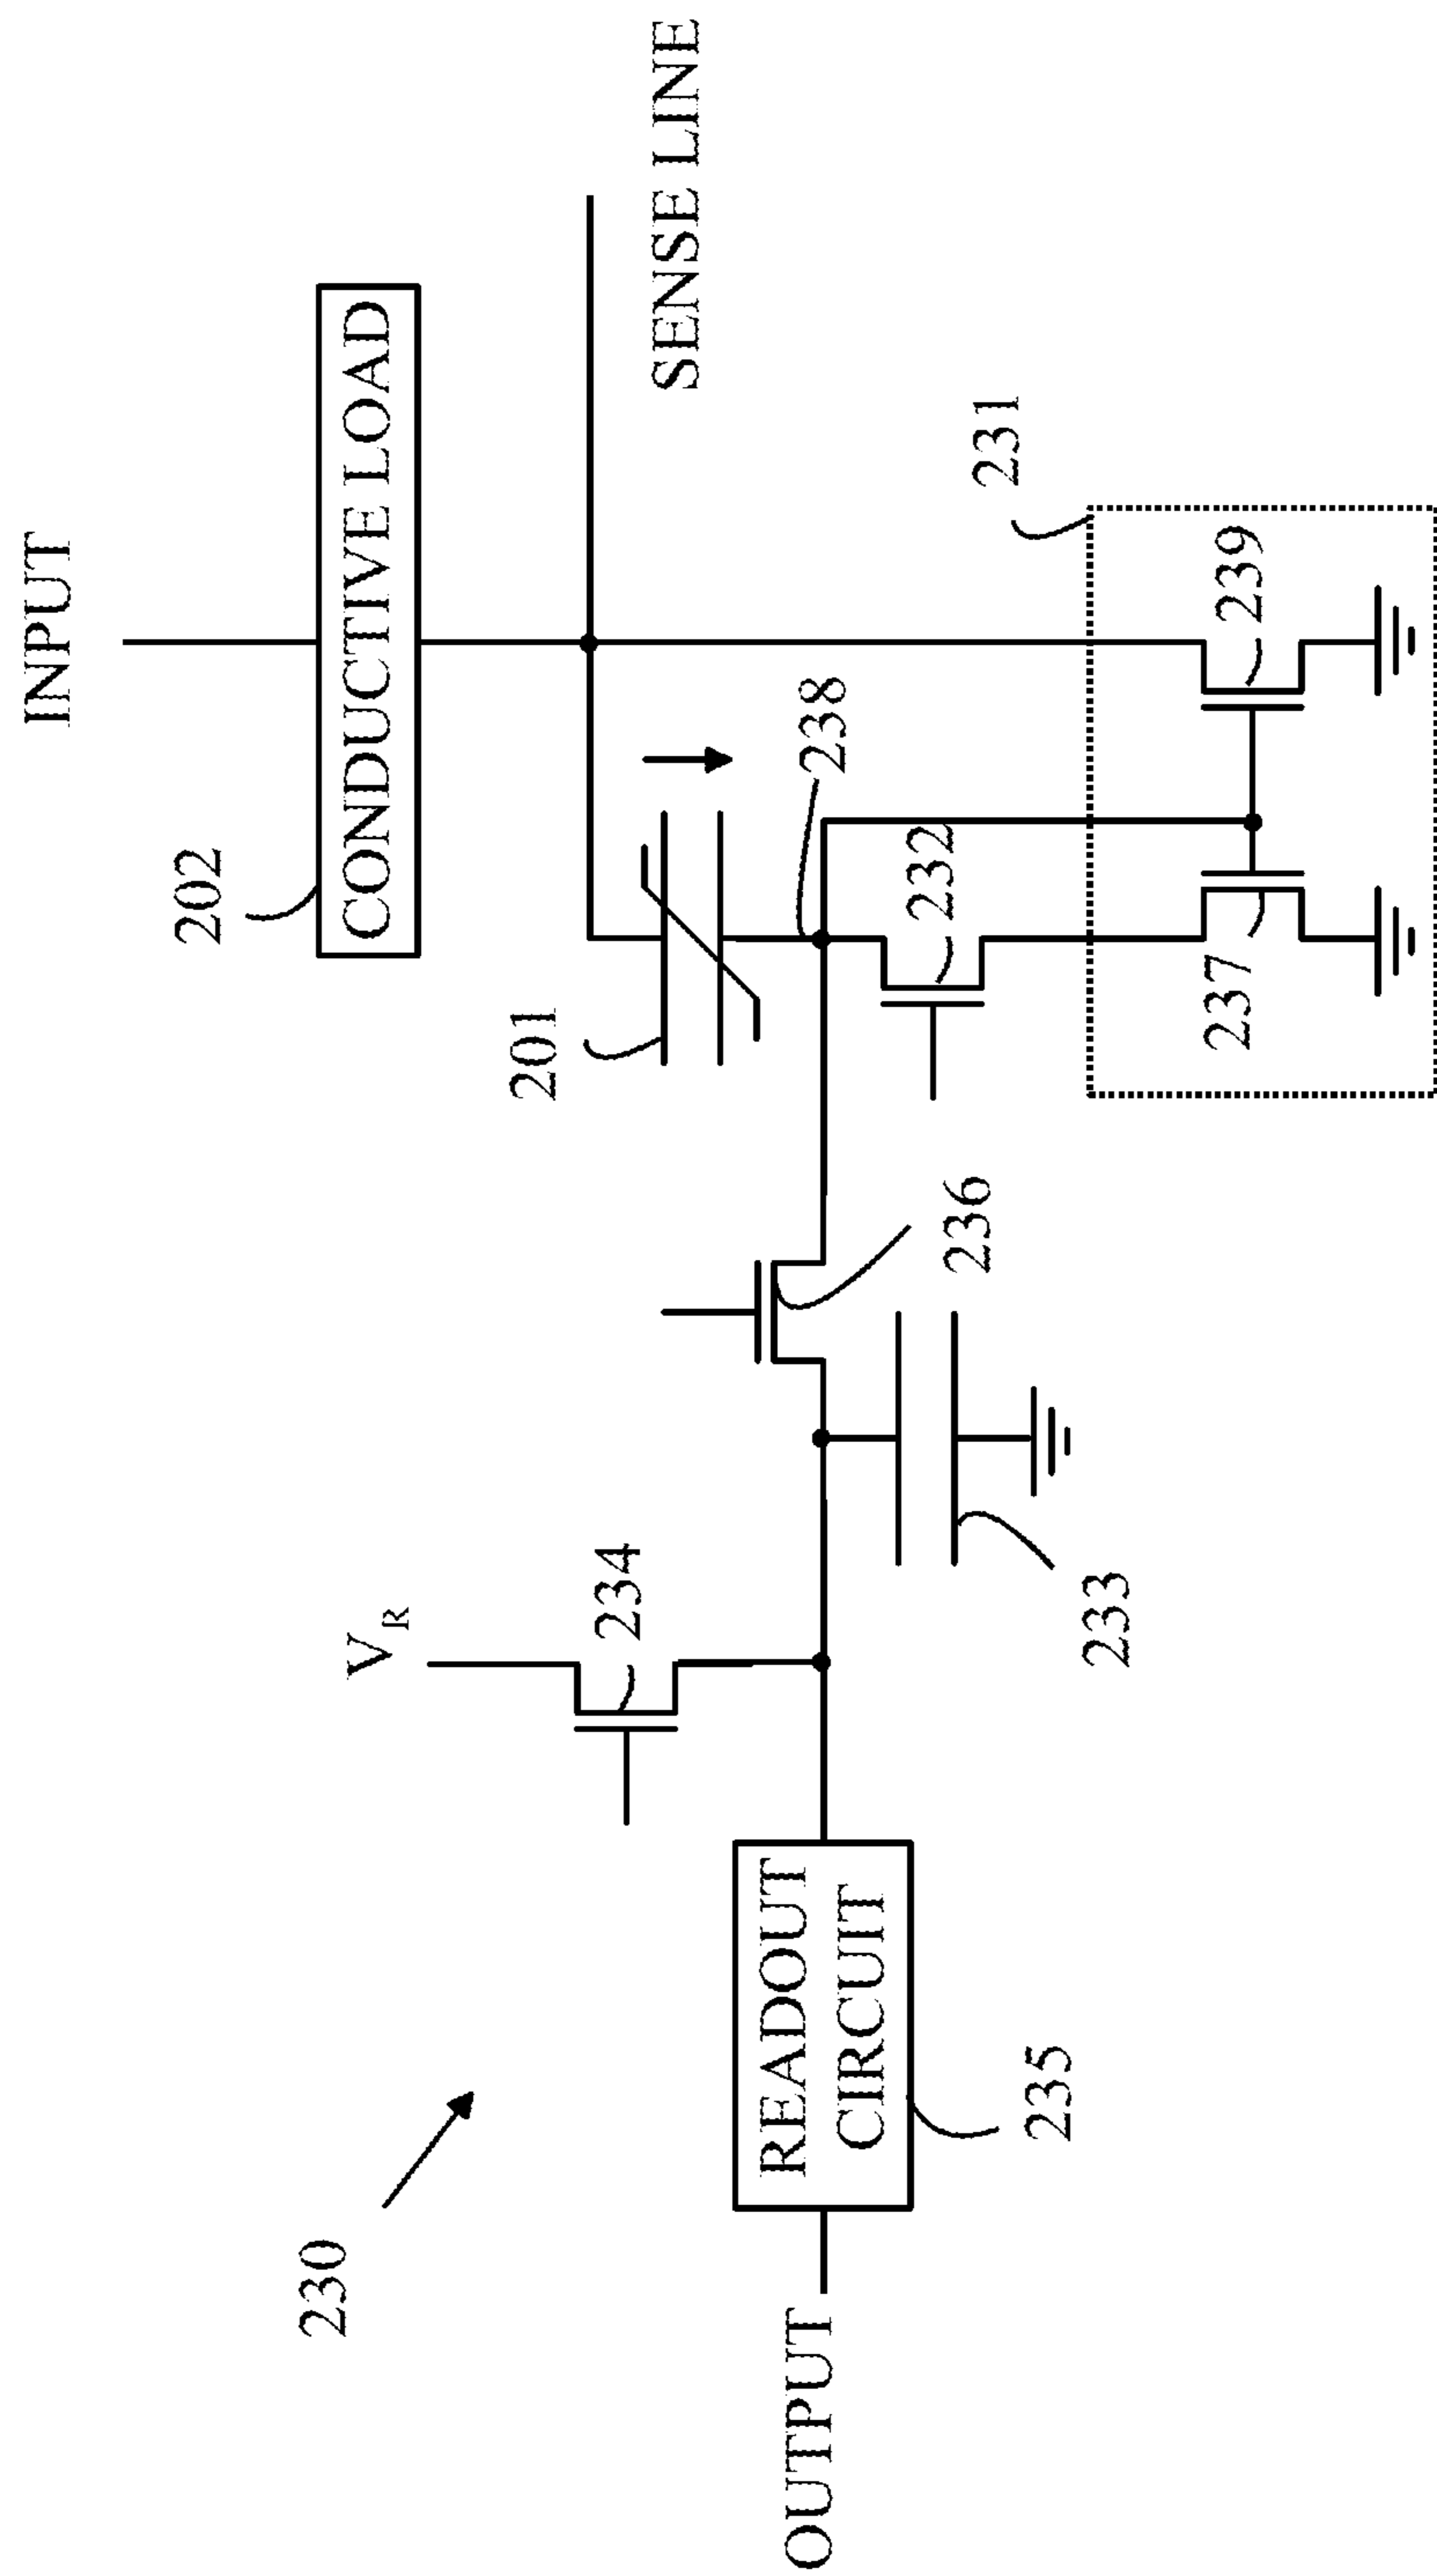 INPUT
202
CONDUCTIVE LOAD
SENSE LINE
201
238
232
231
237
239
236
233
V_R
234
READOUT
CIRCUIT
235
230
OUTPUT